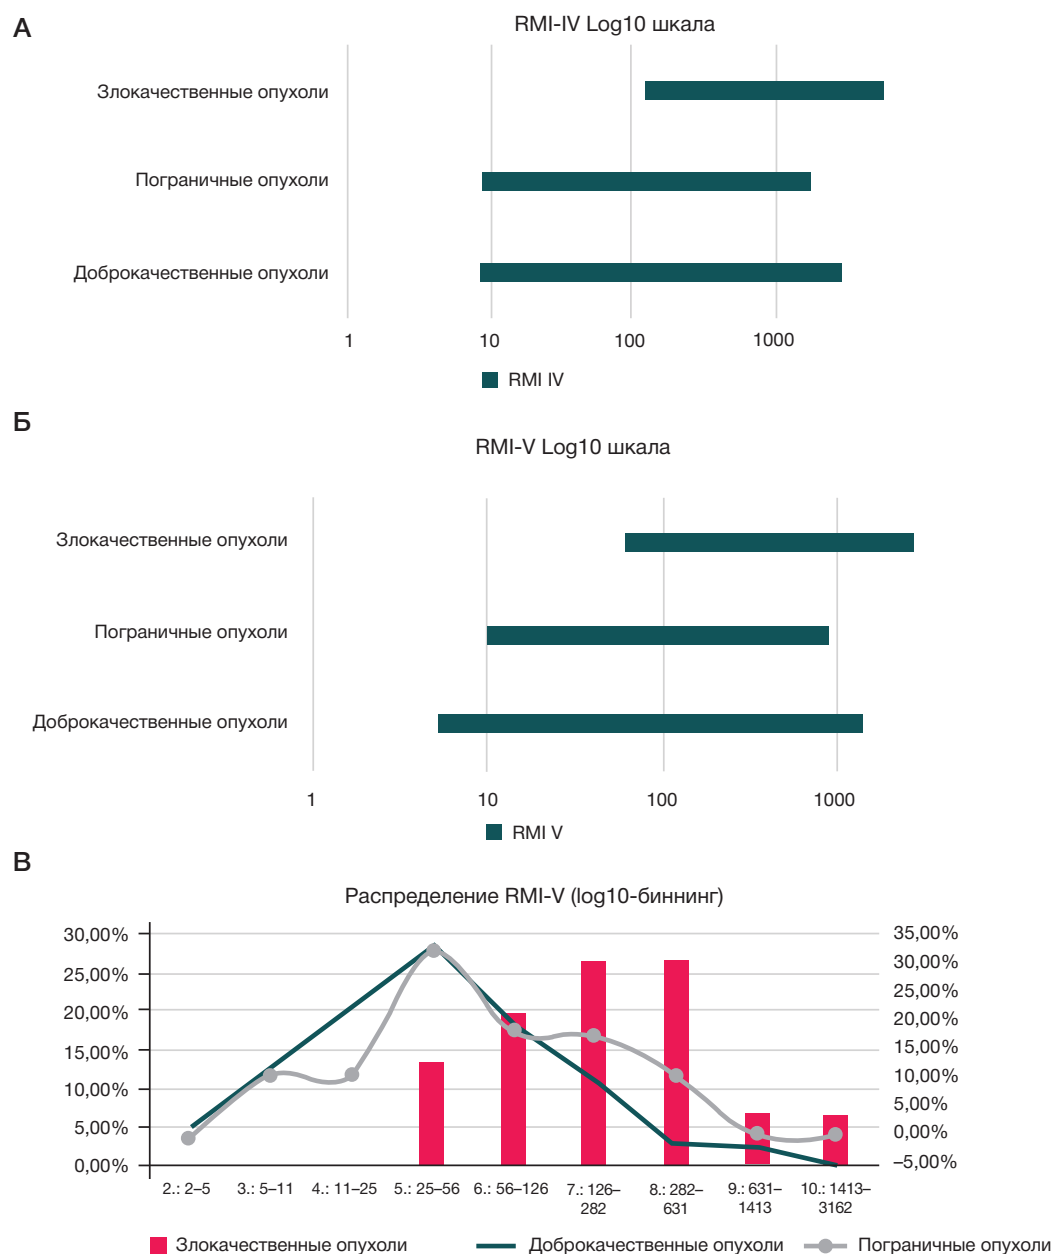 А
RMI-IV Log10 шкала
Злокачественные опухоли
Пограничные опухоли
Доброкачественные опухоли
1 10 100 1000
RMI IV
Б
RMI-V Log10 шкала
Злокачественные опухоли
Пограничные опухоли
Доброкачественные опухоли
1 10 100 1000
RMI V
В
Распределение RMI-V (log10-биннинг)
30,00%
25,00%
20,00%
15,00%
10,00%
5,00%
0,00%
35,00%
30,00%
25,00%
20,00%
15,00%
10,00%
5,00%
0,00%
–5,00%
2.: 2–5 3.: 5–11 4.: 11–25 5.: 25–56 6.: 56–126 7.: 126– 8.: 282– 9.: 631– 10.: 1413–
282 631 1413 3162
Злокачественные опухоли Доброкачественные опухоли Пограничные опухоли